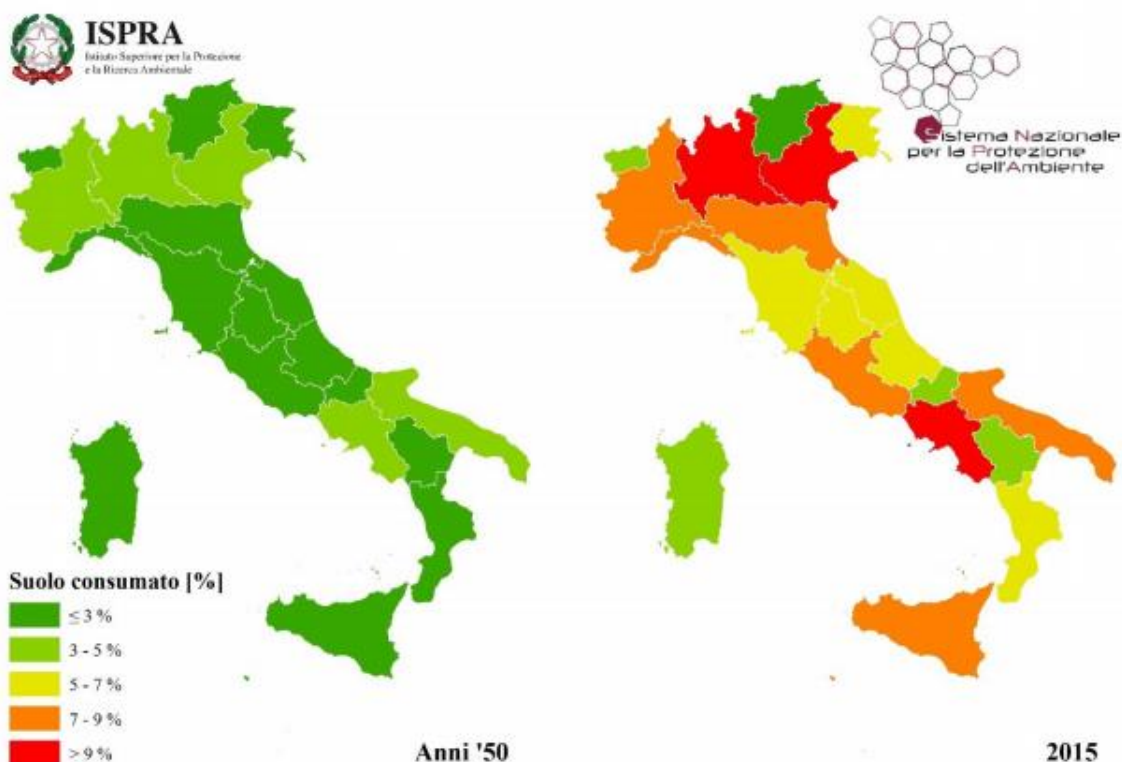 ISPRA
Istituto Superiore per la Protezione
e la Ricerca Ambientale
Sistema Nazionale
per la Protezione
dell'Ambiente
Suolo consumato [%]
≤ 3 %
3 - 5 %
5 - 7 %
7 - 9 %
> 9 %
Anni '50
2015